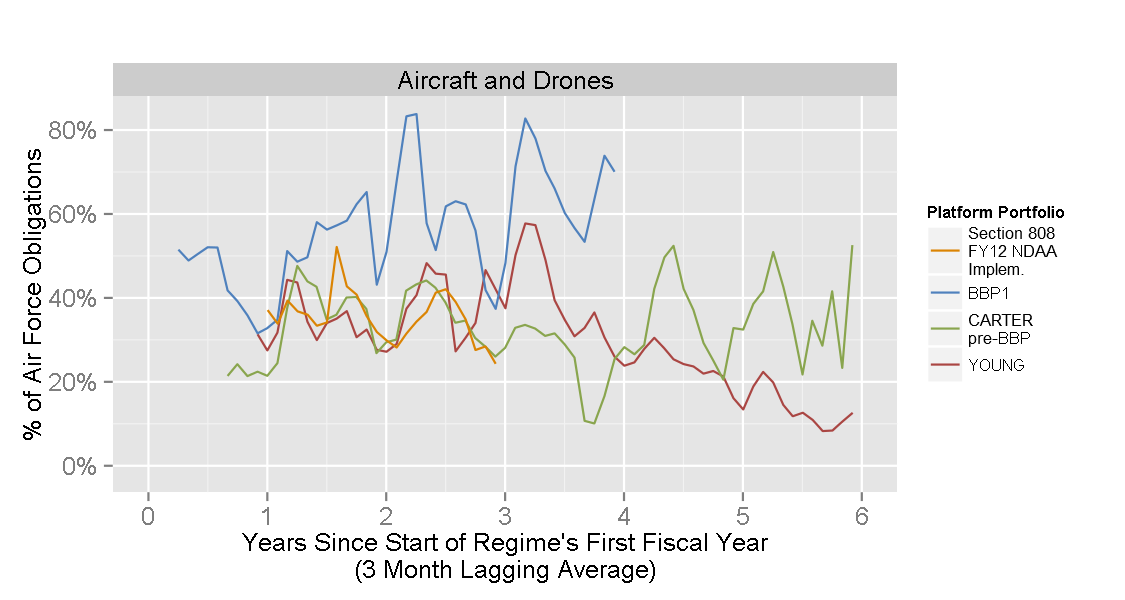 Aircraft and Drones
% of Air Force Obligations
80%
60%
40%
20%
0%
0 1 2 3 4 5 6
Years Since Start of Regime's First Fiscal Year
(3 Month Lagging Average)
Platform Portfolio
Section 808
FY12 NDAA
Implem.
BBP1
CARTER
pre-BBP
YOUNG